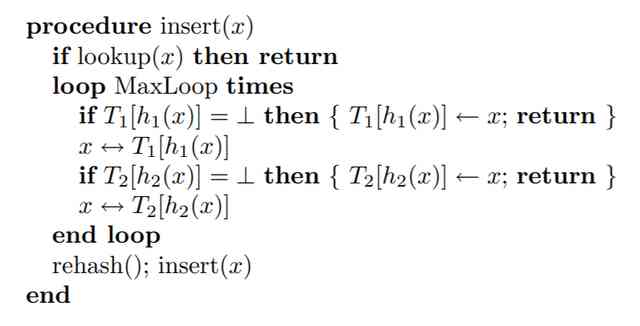 procedure insert(x)
if lookup(x) then return
loop MaxLoop times
if T₁[h₁(x)] = ⊥ then { T₁[h₁(x)] ← x; return }
x ↔ T₁[h₁(x)]
if T₂[h₂(x)] = ⊥ then { T₂[h₂(x)] ← x; return }
x ↔ T₂[h₂(x)]
end loop
rehash(); insert(x)
end